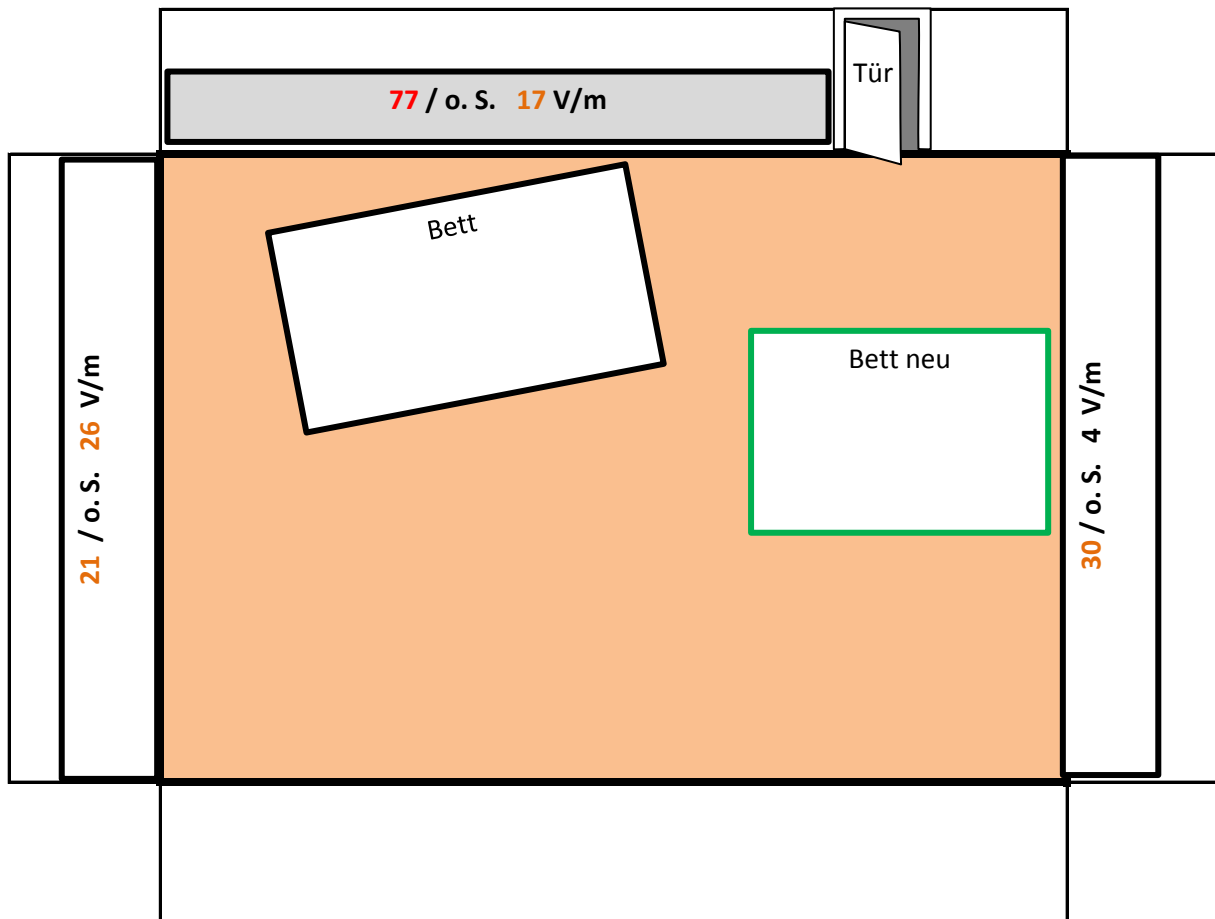 Tür
77 / o. S. 17 V/m
Bett
Bett neu
21 / o. S. 26 V/m
30 / o. S. 4 V/m